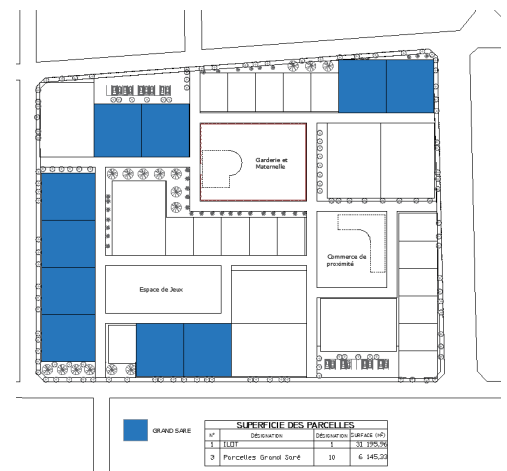 Garderie et
Maternelle
Commerce de
proximité
Espace de Jeux
GRAND SARE
SUPERFICIE DES PARCELLES
N° DÉSIGNATION DÉSIGNATION SURFACE (M²)
1 ILOT 1 31 195,96
3 Parcelles Grand Saré 10 6 145,33